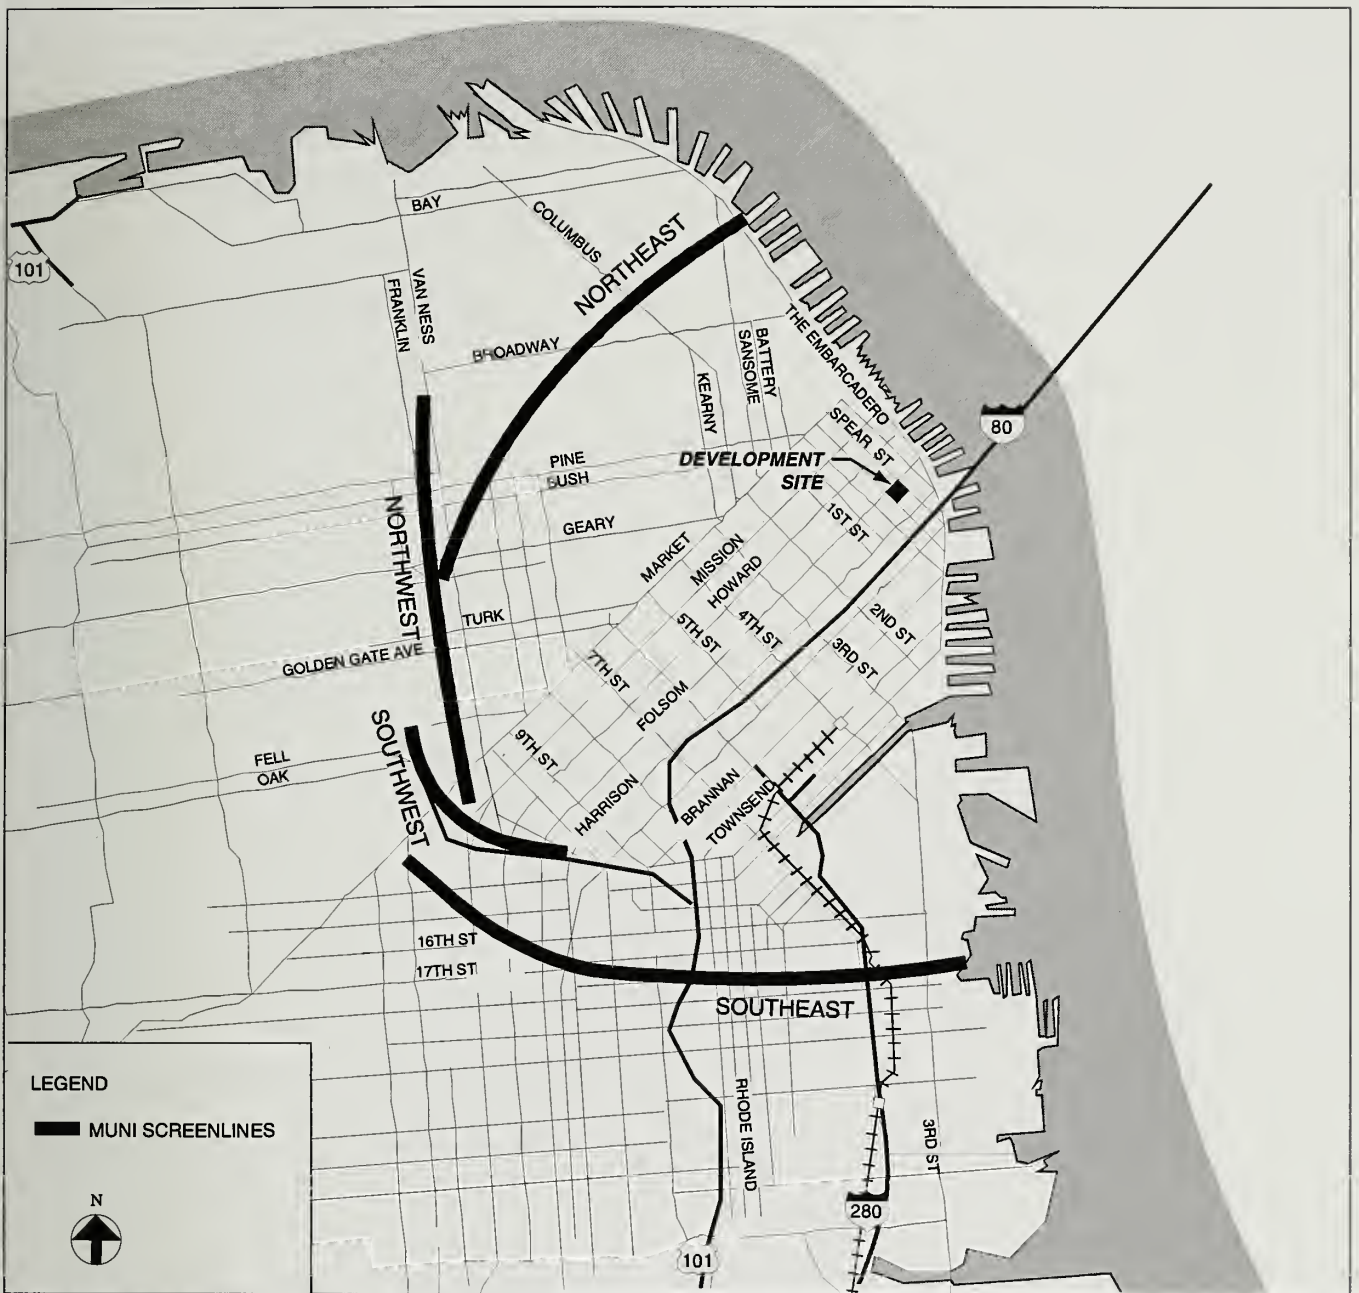 BAY
COLUMBUS
NORTHEAST
101
VAN NESS
FRANKLIN
BROADWAY
BATTERY
SANSOME
KEARNY
THE EMBARCADERO
SPEAR ST
80
DEVELOPMENT
SITE
PINE
BUSH
GEARY
1ST ST
NORTHWEST
MARKET
MISSION
HOWARD
TURK
5TH ST
4TH ST
2ND ST
3RD ST
GOLDEN GATE AVE
7TH ST
FOLSOM
SOUTHWEST
9TH ST
FELL
OAK
HARRISON
BRANNAN
TOWNSEND
16TH ST
17TH ST
SOUTHEAST
RHODE ISLAND
3RD ST
280
101
LEGEND
MUNI SCREENLINES
N